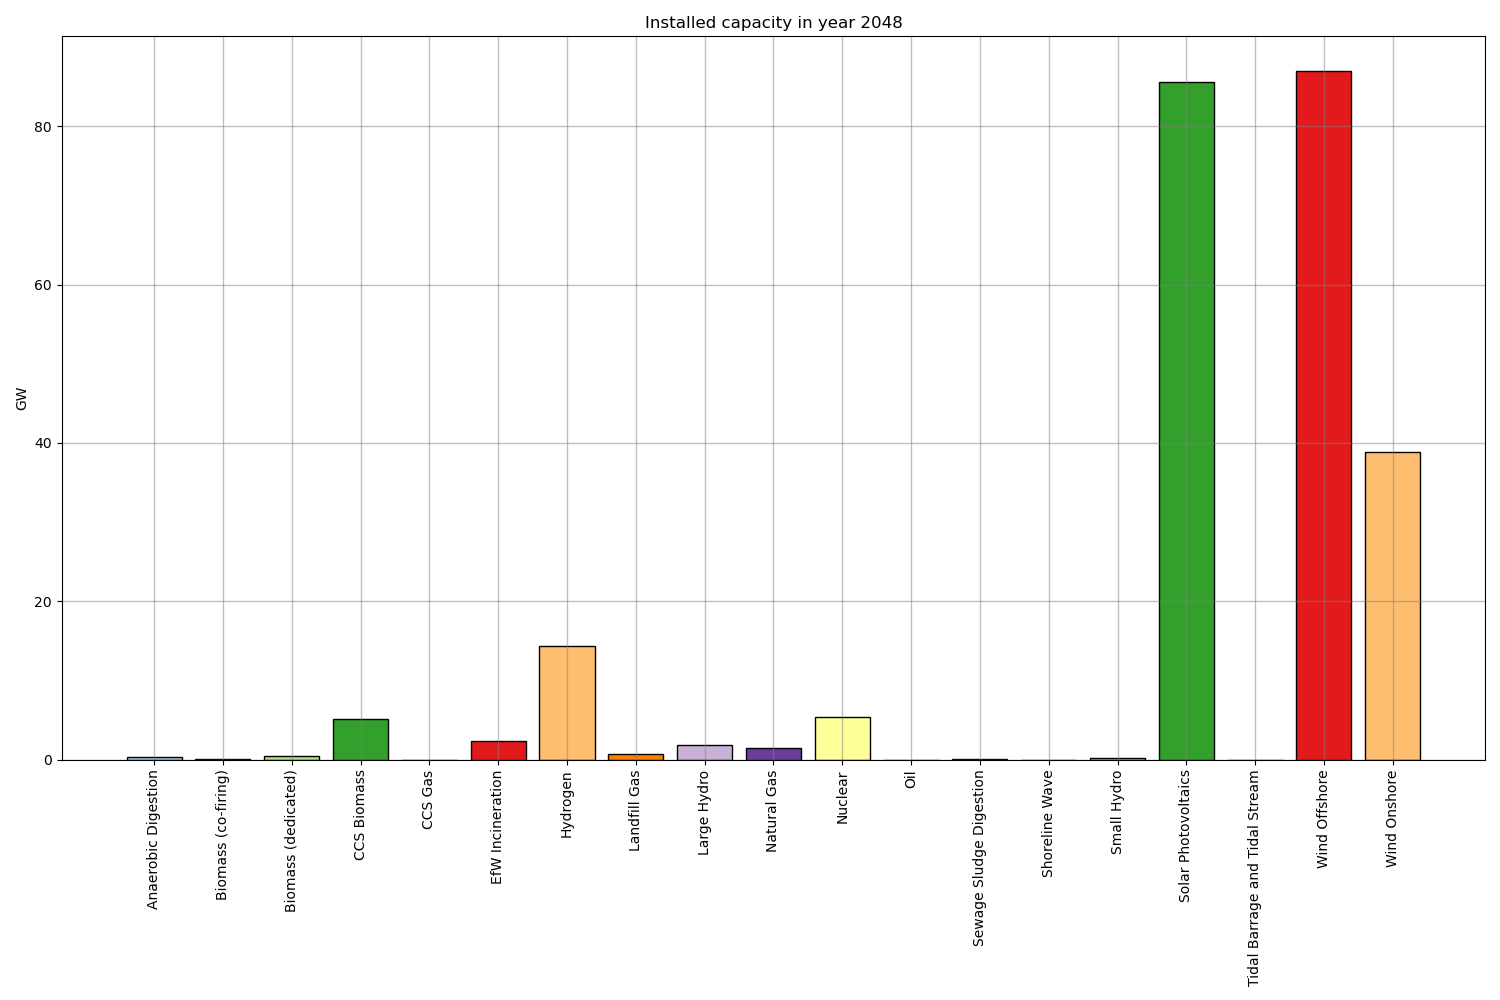 Installed capacity in year 2048
80
60
40
20
0
GW
Anaerobic Digestion
Biomass (co-firing)
Biomass (dedicated)
CCS Biomass
CCS Gas
EfW Incineration
Hydrogen
Landfill Gas
Large Hydro
Natural Gas
Nuclear
Oil
Sewage Sludge Digestion
Shoreline Wave
Small Hydro
Solar Photovoltaics
Tidal Barrage and Tidal Stream
Wind Offshore
Wind Onshore